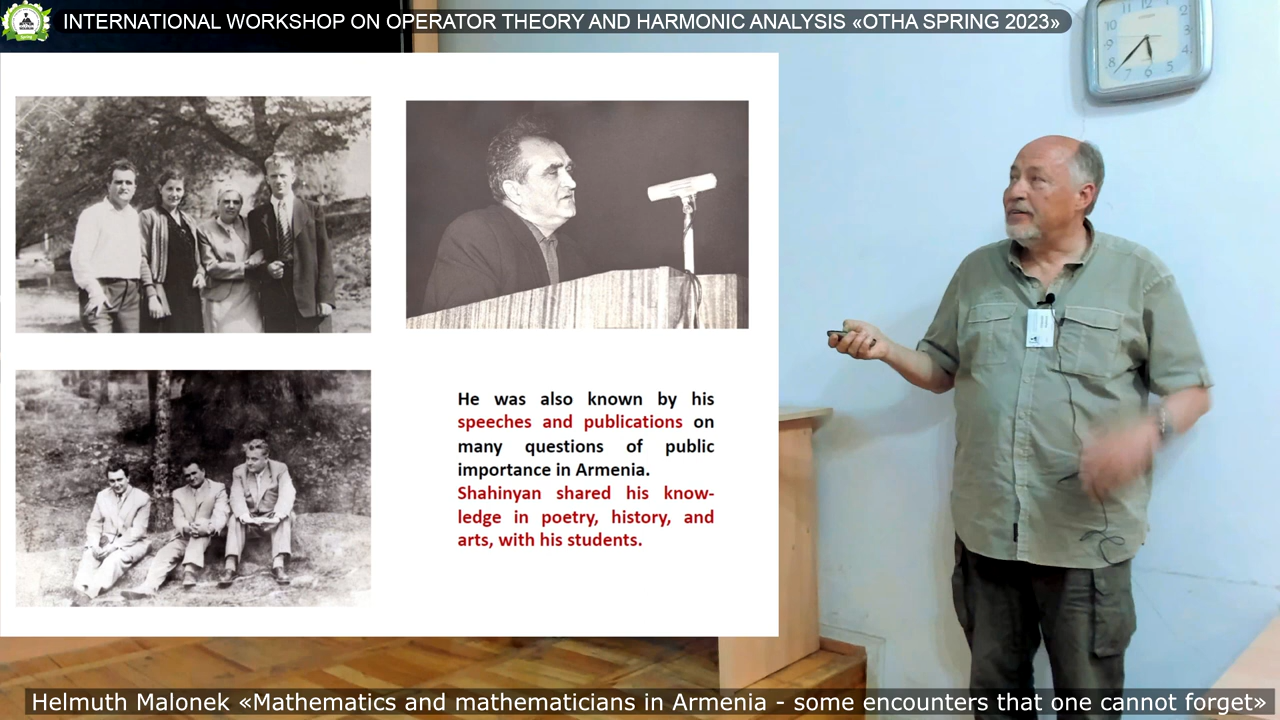 INTERNATIONAL WORKSHOP ON OPERATOR THEORY AND HARMONIC ANALYSIS «OTHA SPRING 2023»
He was also known by his
speeches and publications on
many questions of public
importance in Armenia.
Shahinyan shared his know-
ledge in poetry, history, and
arts, with his students.
Helmuth Malonek «Mathematics and mathematicians in Armenia - some encounters that one cannot forget»